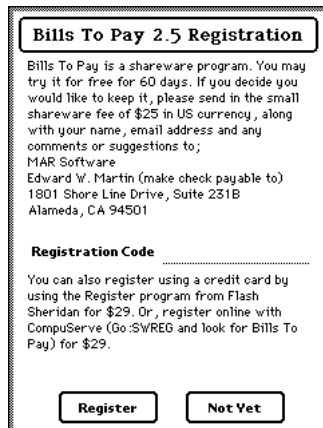 Bills To Pay 2.5 Registration
Bills To Pay is a shareware program. You may
try it for free for 60 days. If you decide you
would like to keep it, please send in the small
shareware fee of $25 in US currency, along
with your name, email address and any
comments or suggestions to;
MAR Software
Edward W. Martin (make check payable to)
1801 Shore Line Drive, Suite 231B
Alameda, CA 94501
Registration Code
You can also register using a credit card by
using the Register program from Flash
Sheridan for $29. Or, register online with
CompuServe (Go:SWREG and look for Bills To
Pay) for $29.
Register Not Yet